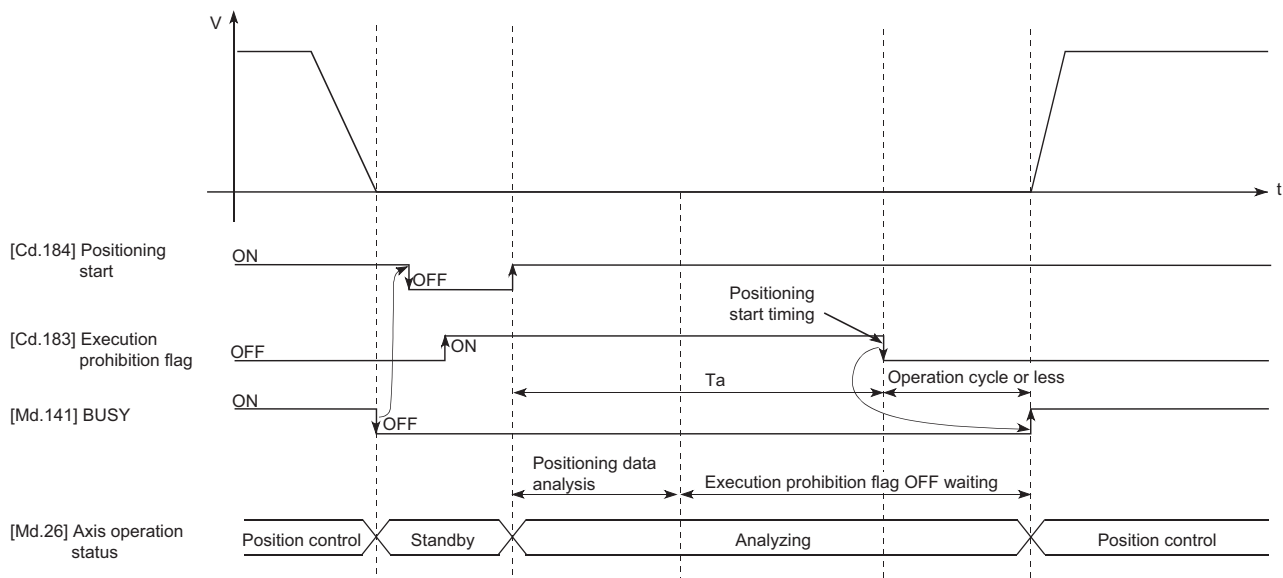 V
t
[Cd.184] Positioning
start
ON
OFF
Positioning
start timing
[Cd.183] Execution
prohibition flag
OFF
ON
Ta
Operation cycle or less
[Md.141] BUSY
ON
OFF
Positioning data
analysis
Execution prohibition flag OFF waiting
[Md.26] Axis operation
status
Position control
Standby
Analyzing
Position control